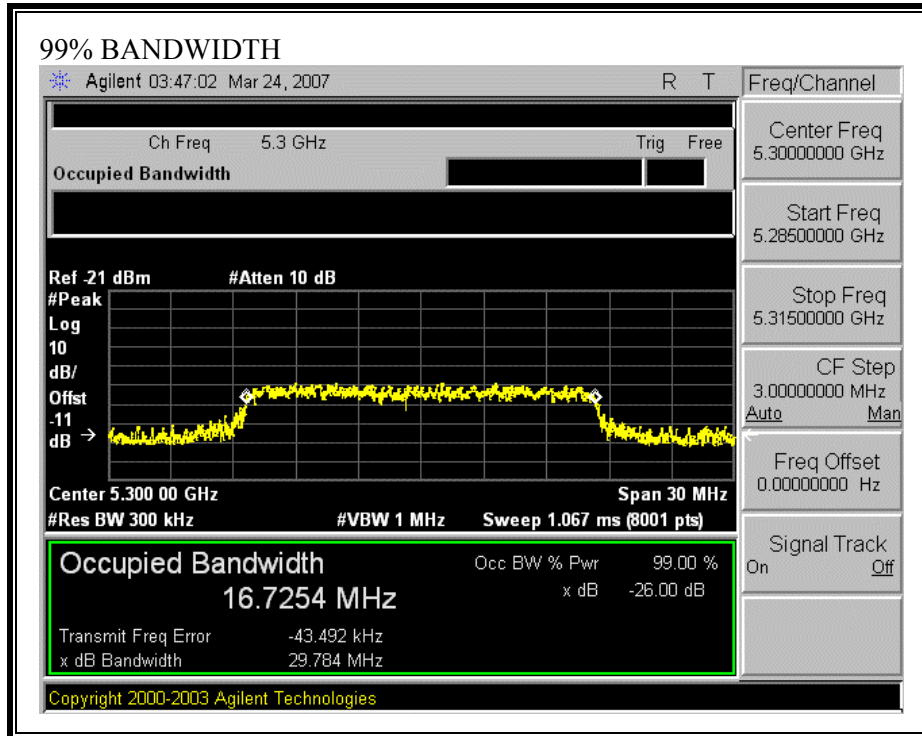 99% BANDWIDTH
Agilent 03:47:02 Mar 24, 2007 R T
Freq/Channel
Ch Freq 5.3 GHz Trig Free
Occupied Bandwidth
Center Freq
5.30000000 GHz
Start Freq
5.28500000 GHz
Stop Freq
5.31500000 GHz
CF Step
3.00000000 MHz
Auto Man
Freq Offset
0.00000000 Hz
Signal Track
On Off
Ref -21 dBm #Atten 10 dB
#Peak
Log
10
dB/
Offst
-11
dB
Center 5.300 00 GHz Span 30 MHz
#Res BW 300 kHz #VBW 1 MHz Sweep 1.067 ms (8001 pts)
Occupied Bandwidth Occ BW % Pwr 99.00 %
16.7254 MHz x dB -26.00 dB
Transmit Freq Error -43.492 kHz
x dB Bandwidth 29.784 MHz
Copyright 2000-2003 Agilent Technologies